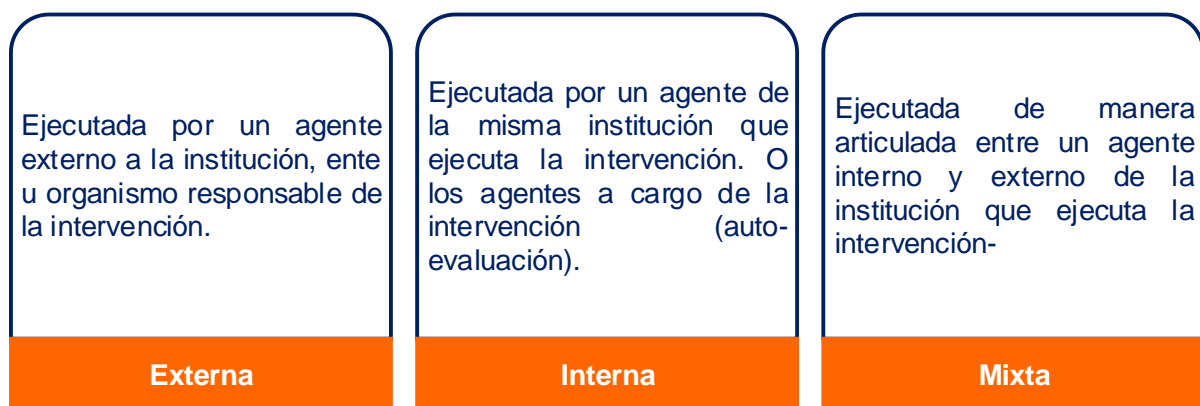 Ejecutada por un agente
externo a la institución, ente
u organismo responsable de
la intervención.
Externa
Ejecutada por un agente de
la misma institución que
ejecuta la intervención. O
los agentes a cargo de la
intervención (auto-
evaluación).
Interna
Ejecutada de manera
articulada entre un agente
interno y externo de la
institución que ejecuta la
intervención-
Mixta